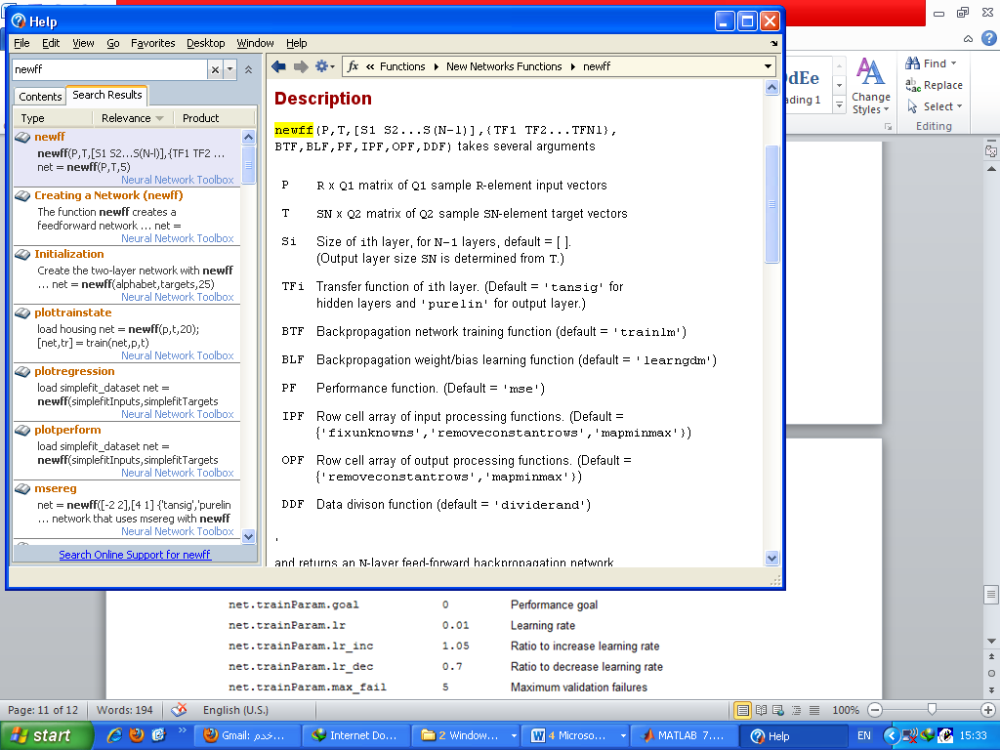 Help
File Edit View Go Favorites Desktop Window Help
newff
Contents Search Results
Type Relevance Product
newff
newff(P,T,[S1 S2...S(N-l)],{TF1 TF2 ...
net = newff(P,T,5)
Neural Network Toolbox
Creating a Network (newff)
The function newff creates a
feedforward network ... net =
Neural Network Toolbox
Initialization
Create the two-layer network with newff
... net = newff(alphabet,targets,25)
Neural Network Toolbox
plottrainstate
load housing net = newff(p,t,20);
[net,tr] = train(net,p,t)
Neural Network Toolbox
plotregression
load simplefit_dataset net =
newff(simplefitInputs,simplefitTargets
Neural Network Toolbox
plotperform
load simplefit_dataset net =
newff(simplefitInputs,simplefitTargets
Neural Network Toolbox
msereg
net = newff([-2 2],[4 1] {'tansig','purelin
... network that uses msereg with newff
Neural Network Toolbox
Search Online Support for newff
fx « Functions ▸ New Networks Functions ▸ newff
Description
newff(P,T,[S1 S2...S(N-l)],{TF1 TF2...TFNl},
BTF,BLF,PF,IPF,OPF,DDF) takes several arguments
P R x Q1 matrix of Q1 sample R-element input vectors
T SN x Q2 matrix of Q2 sample SN-element target vectors
Si Size of ith layer, for N-1 layers, default = [ ].
(Output layer size SN is determined from T.)
TFi Transfer function of ith layer. (Default = 'tansig' for
hidden layers and 'purelin' for output layer.)
BTF Backpropagation network training function (default = 'trainlm')
BLF Backpropagation weight/bias learning function (default = 'learngdm')
PF Performance function. (Default = 'mse')
IPF Row cell array of input processing functions. (Default =
{'fixunknowns','removeconstantrows','mapminmax'})
OPF Row cell array of output processing functions. (Default =
{'removeconstantrows','mapminmax'})
DDF Data divison function (default = 'dividerand')
,
and returns an N-layer feed-forward backpropagation network
DdEe
ading 1
Change
Styles
Find
Replace
Select
Editing
net.trainParam.goal 0 Performance goal
net.trainParam.lr 0.01 Learning rate
net.trainParam.lr_inc 1.05 Ratio to increase learning rate
net.trainParam.lr_dec 0.7 Ratio to decrease learning rate
net.trainParam.max_fail 5 Maximum validation failures
Page: 11 of 12 Words: 194 English (U.S.) 100%
start Gmail: خدم... Internet Do... 2 Window... 4 Microso... MATLAB 7.... Help EN 15:33